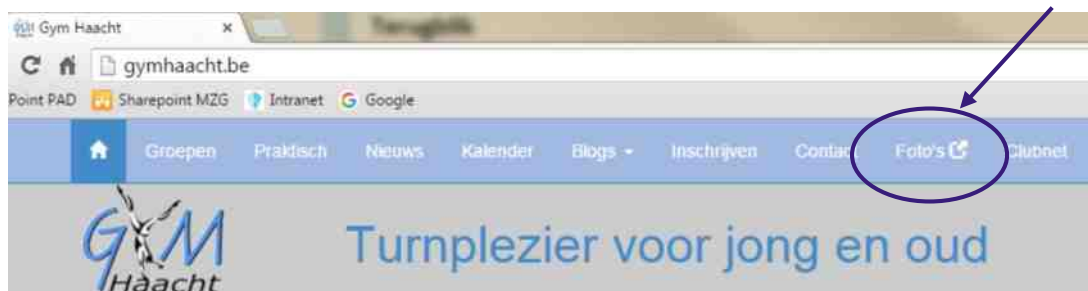 Gym Haacht ×
gymhaacht.be
Point PAD Sharepoint MZG Intranet Google
Groepen Praktisch Nieuws Kalender Blogs Inschrijven Contact Foto's Clubnet
GYM Turnplezier voor jong en oud
Haacht